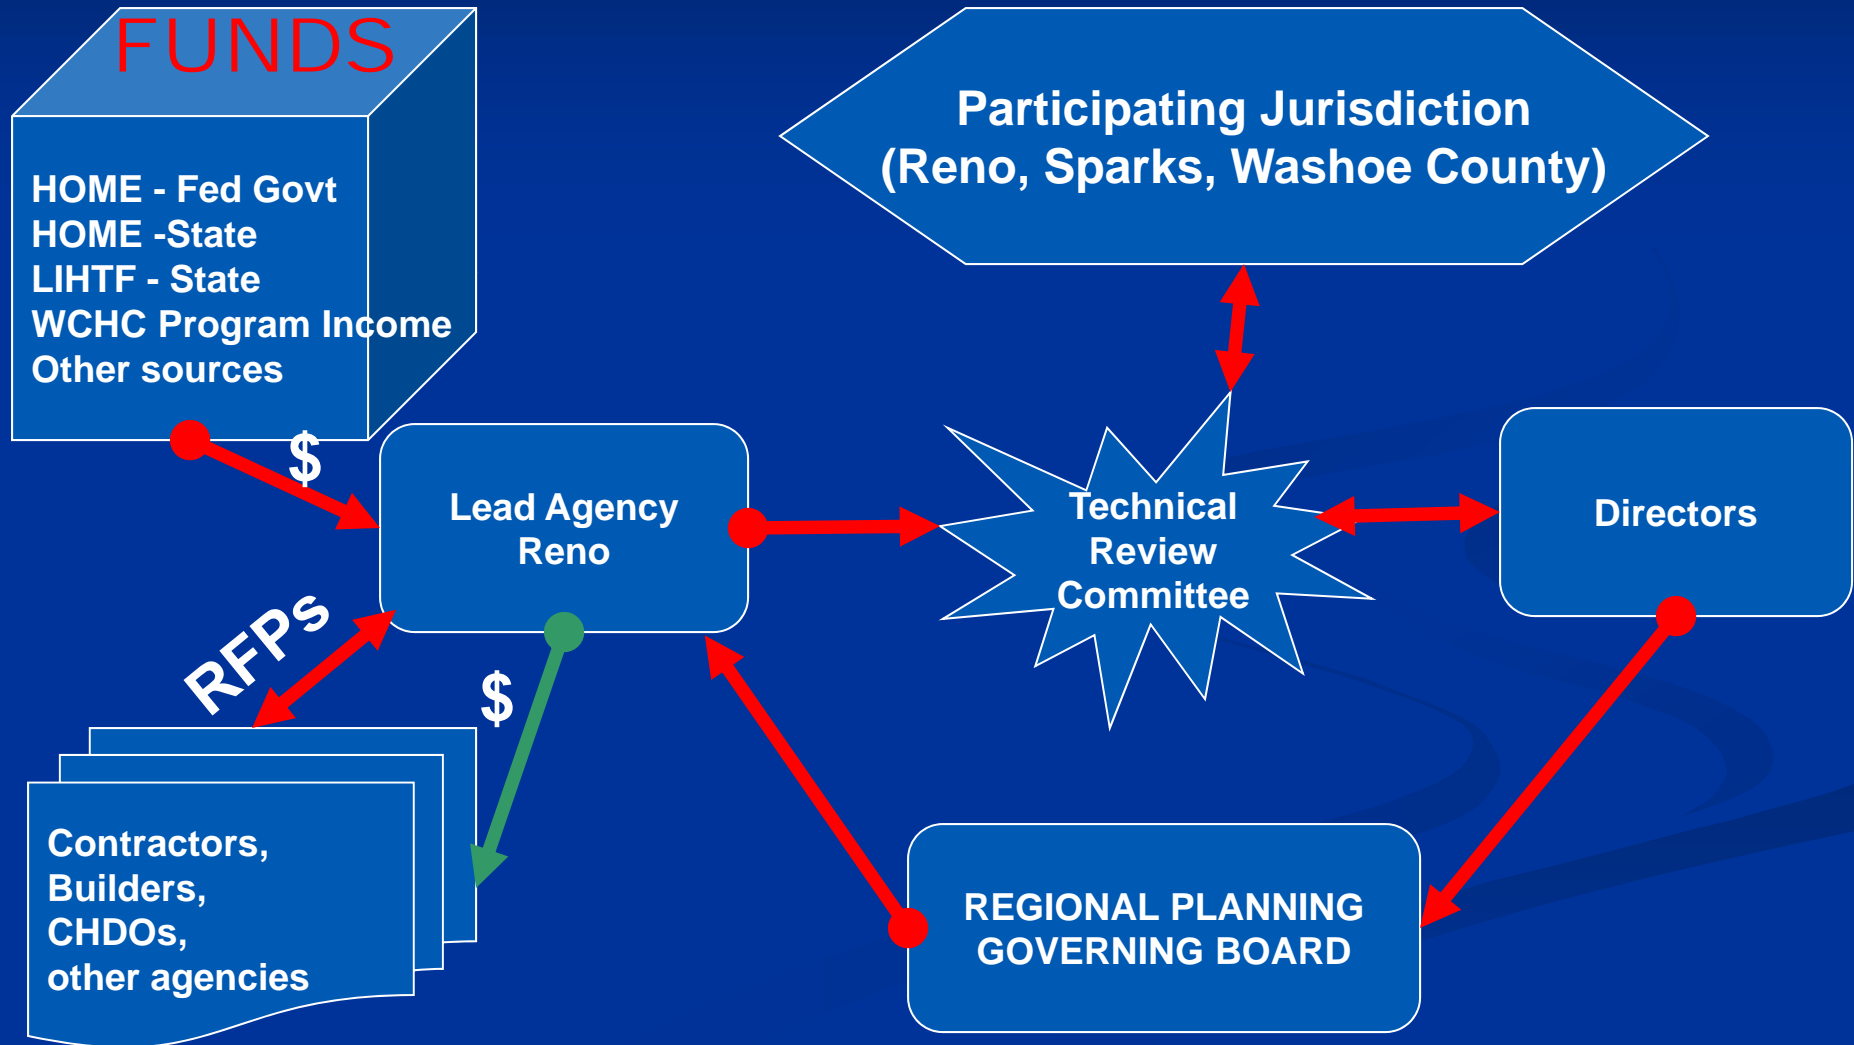 FUNDS
HOME - Fed Govt
HOME -State
LIHTF - State
WCHC Program Income
Other sources
Participating Jurisdiction
(Reno, Sparks, Washoe County)
$
Lead Agency
Reno
Technical
Review
Committee
Directors
RFPs
$
Contractors,
Builders,
CHDOs,
other agencies
REGIONAL PLANNING
GOVERNING BOARD